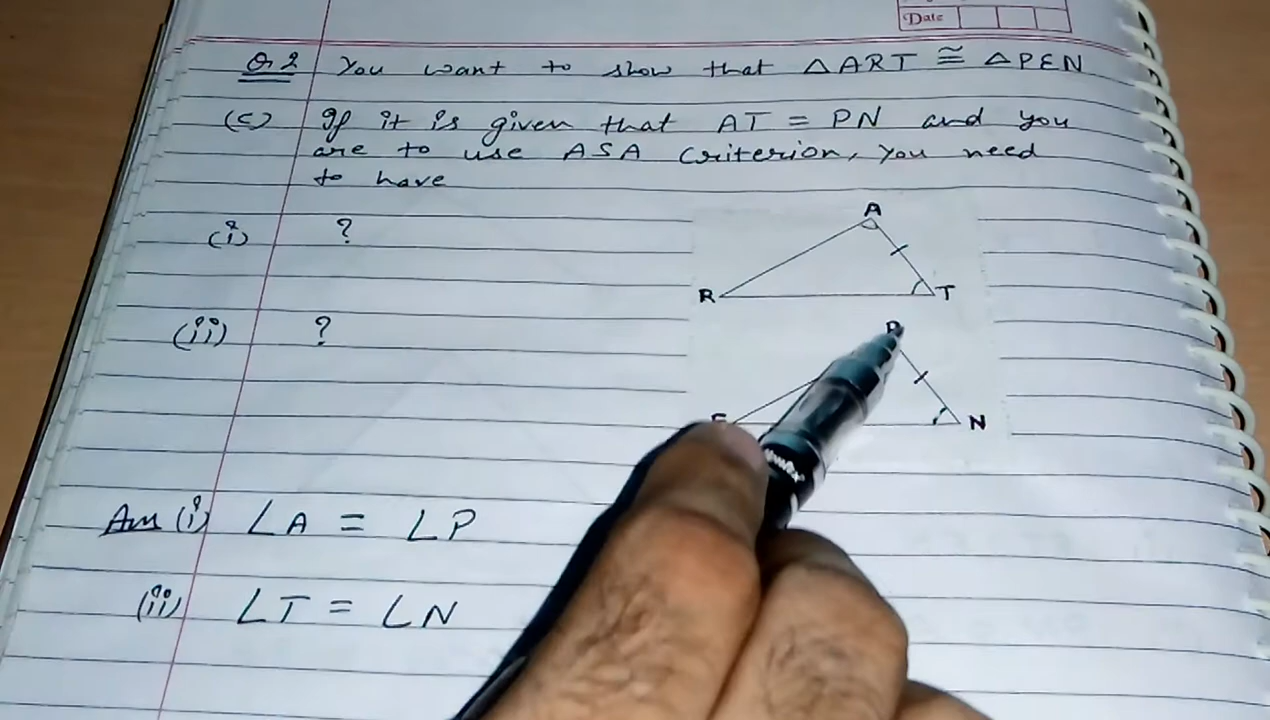 Date
Q.2 You want to show that △ART ≅ △PEN
(c) If it is given that AT = PN and you
are to use ASA criterion, you need
to have
(i) ?
(ii) ?
A
R T
P
E N
Ans (i) ∠A = ∠P
(ii) ∠T = ∠N